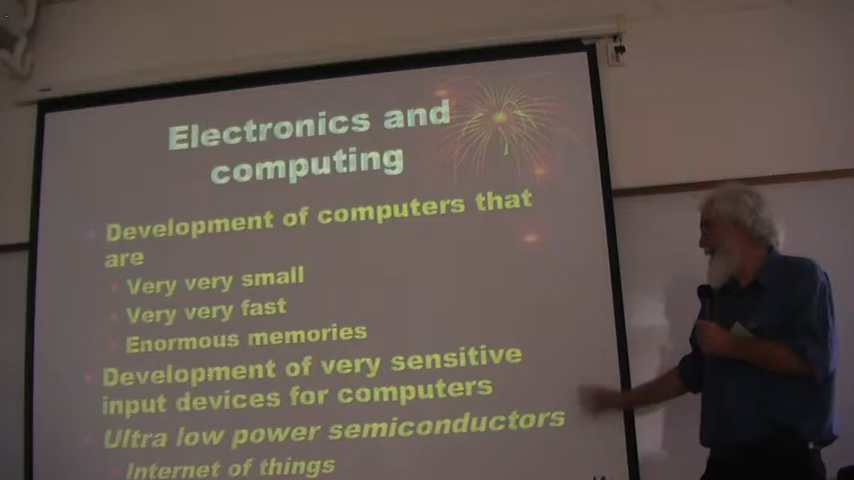 Electronics and
computing
Development of computers that
are
Very very small
Very very fast
Enormous memories
Development of very sensitive
input devices for computers
Ultra low power semiconductors
Internet of things